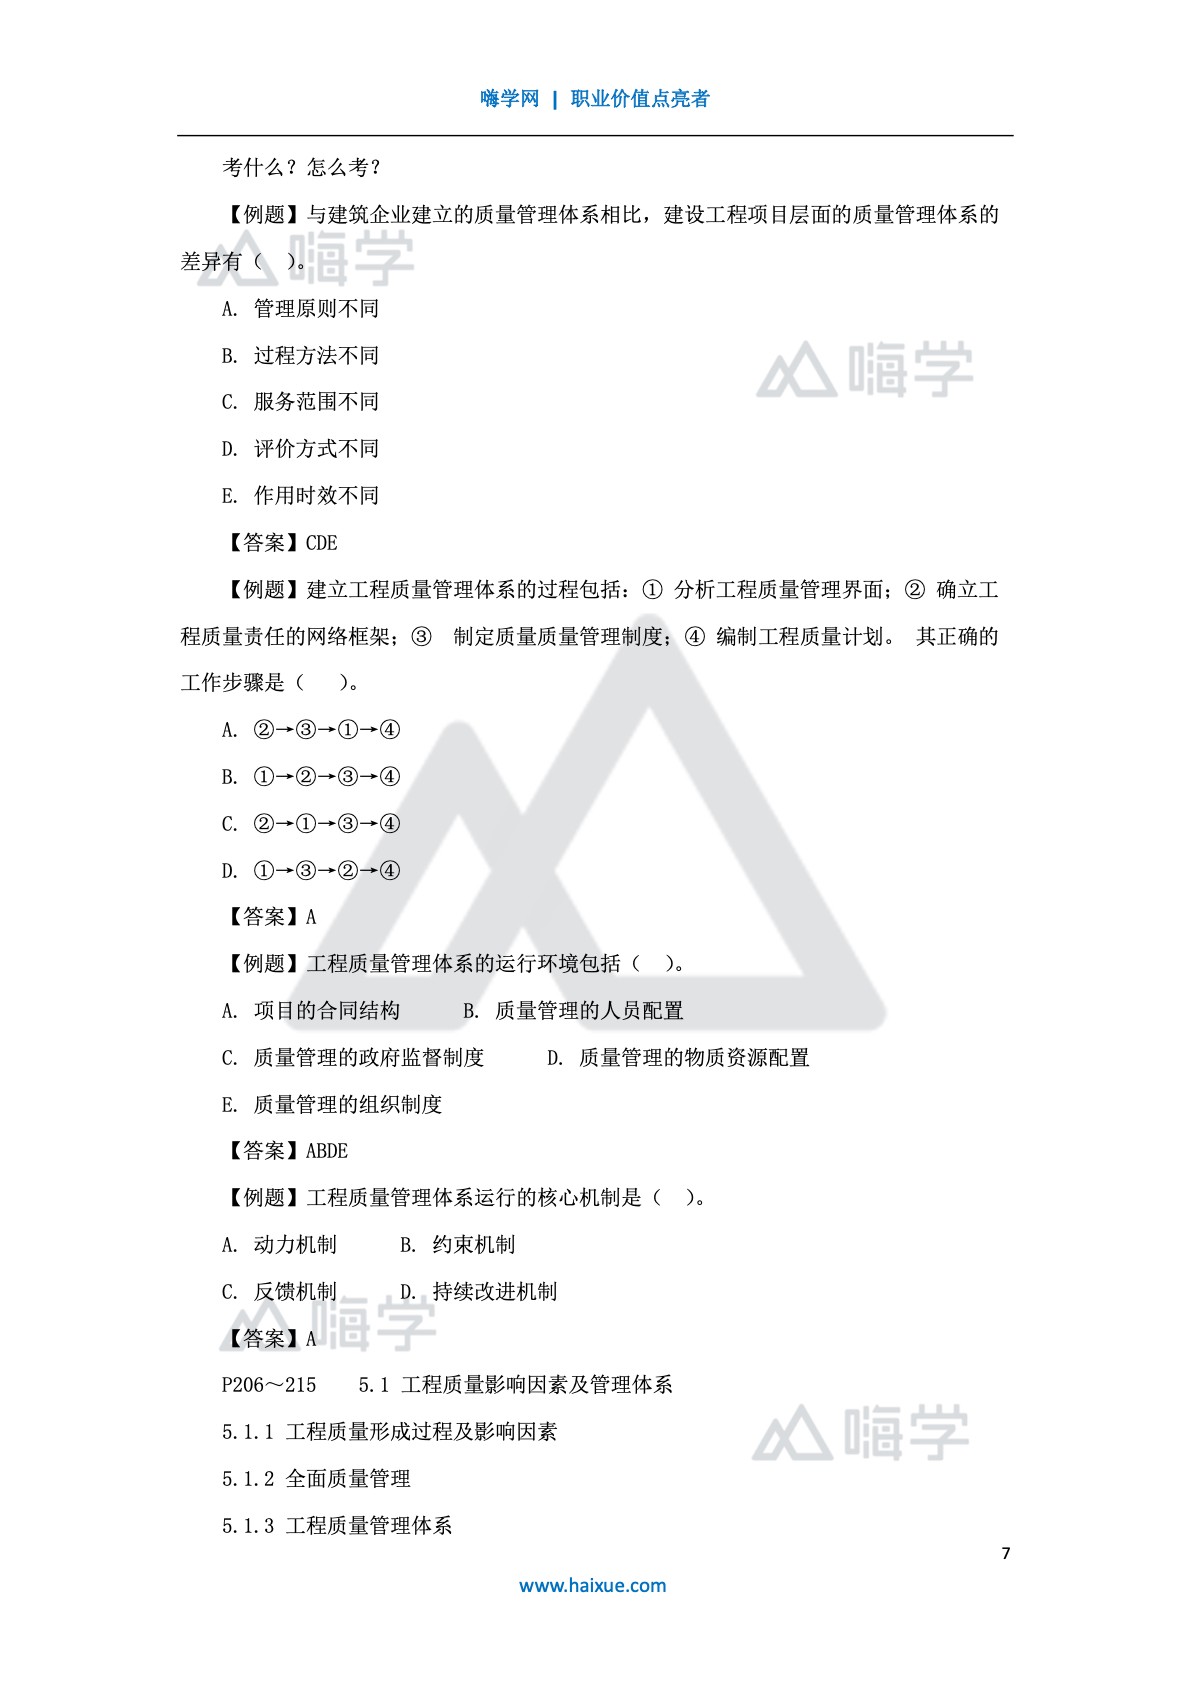 嗨学网 | 职业价值点亮者
考什么？怎么考？
【例题】与建筑企业建立的质量管理体系相比，建设工程项目层面的质量管理体系的
差异有（ ）。
嗨学
A. 管理原则不同
B. 过程方法不同
嗨学
C. 服务范围不同
D. 评价方式不同
E. 作用时效不同
【答案】CDE
【例题】建立工程质量管理体系的过程包括：① 分析工程质量管理界面；② 确立工
程质量责任的网络框架；③ 制定质量质量管理制度；④ 编制工程质量计划。 其正确的
工作步骤是（ ）。
A. ②→③→①→④
B. ①→②→③→④
C. ②→①→③→④
D. ①→③→②→④
【答案】A
【例题】工程质量管理体系的运行环境包括（ ）。
A. 项目的合同结构 B. 质量管理的人员配置
C. 质量管理的政府监督制度 D. 质量管理的物质资源配置
E. 质量管理的组织制度
【答案】ABDE
【例题】工程质量管理体系运行的核心机制是（ ）。
A. 动力机制 B. 约束机制
C. 反馈机制 D. 持续改进机制
嗨学
【答案】A
P206～215 5.1 工程质量影响因素及管理体系
5.1.1 工程质量形成过程及影响因素
嗨学
5.1.2 全面质量管理
5.1.3 工程质量管理体系
7
www.haixue.com